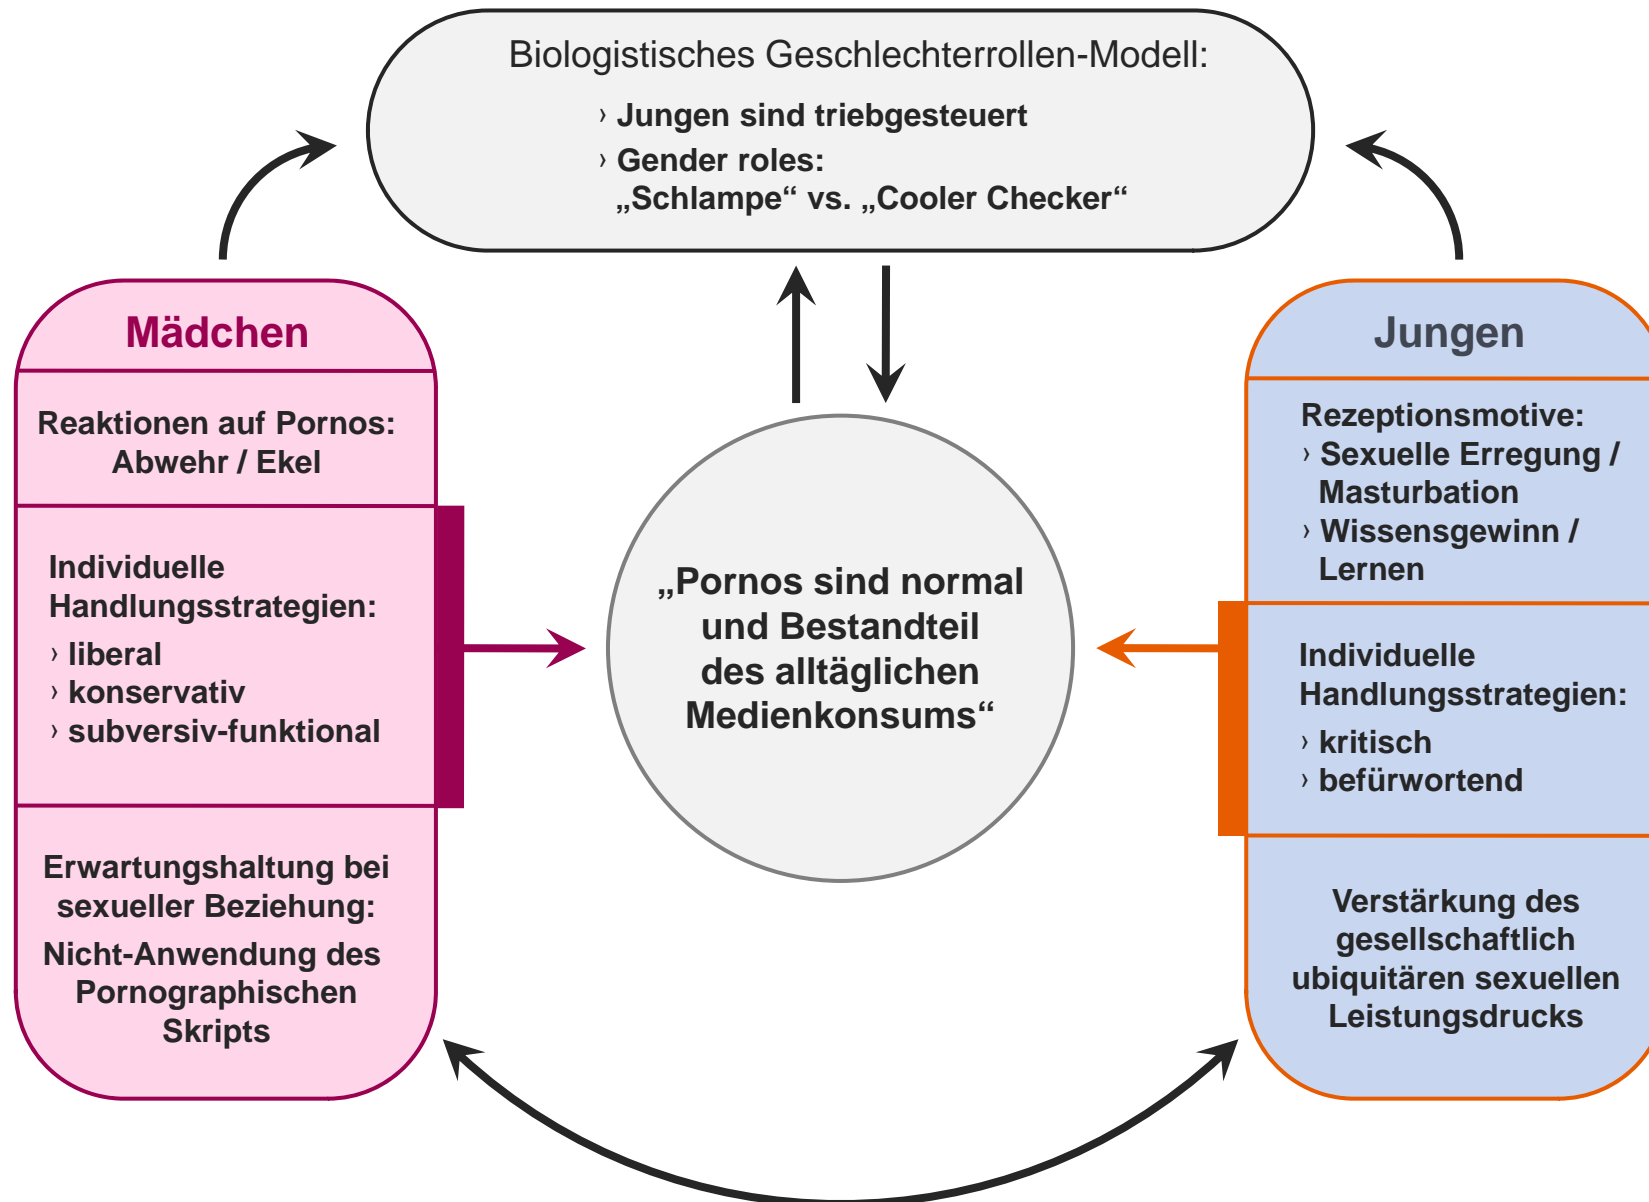 Biologistisches Geschlechterrollen-Modell:
› Jungen sind triebgesteuert
› Gender roles:
„Schlampe“ vs. „Cooler Checker“
Mädchen
Reaktionen auf Pornos:
Abwehr / Ekel
Individuelle
Handlungsstrategien:
› liberal
› konservativ
› subversiv-funktional
Erwartungshaltung bei
sexueller Beziehung:
Nicht-Anwendung des
Pornographischen
Skripts
„Pornos sind normal
und Bestandteil
des alltäglichen
Medienkonsums“
Jungen
Rezeptionsmotive:
› Sexuelle Erregung /
Masturbation
› Wissensgewinn /
Lernen
Individuelle
Handlungsstrategien:
› kritisch
› befürwortend
Verstärkung des
gesellschaftlich
ubiquitären sexuellen
Leistungsdrucks